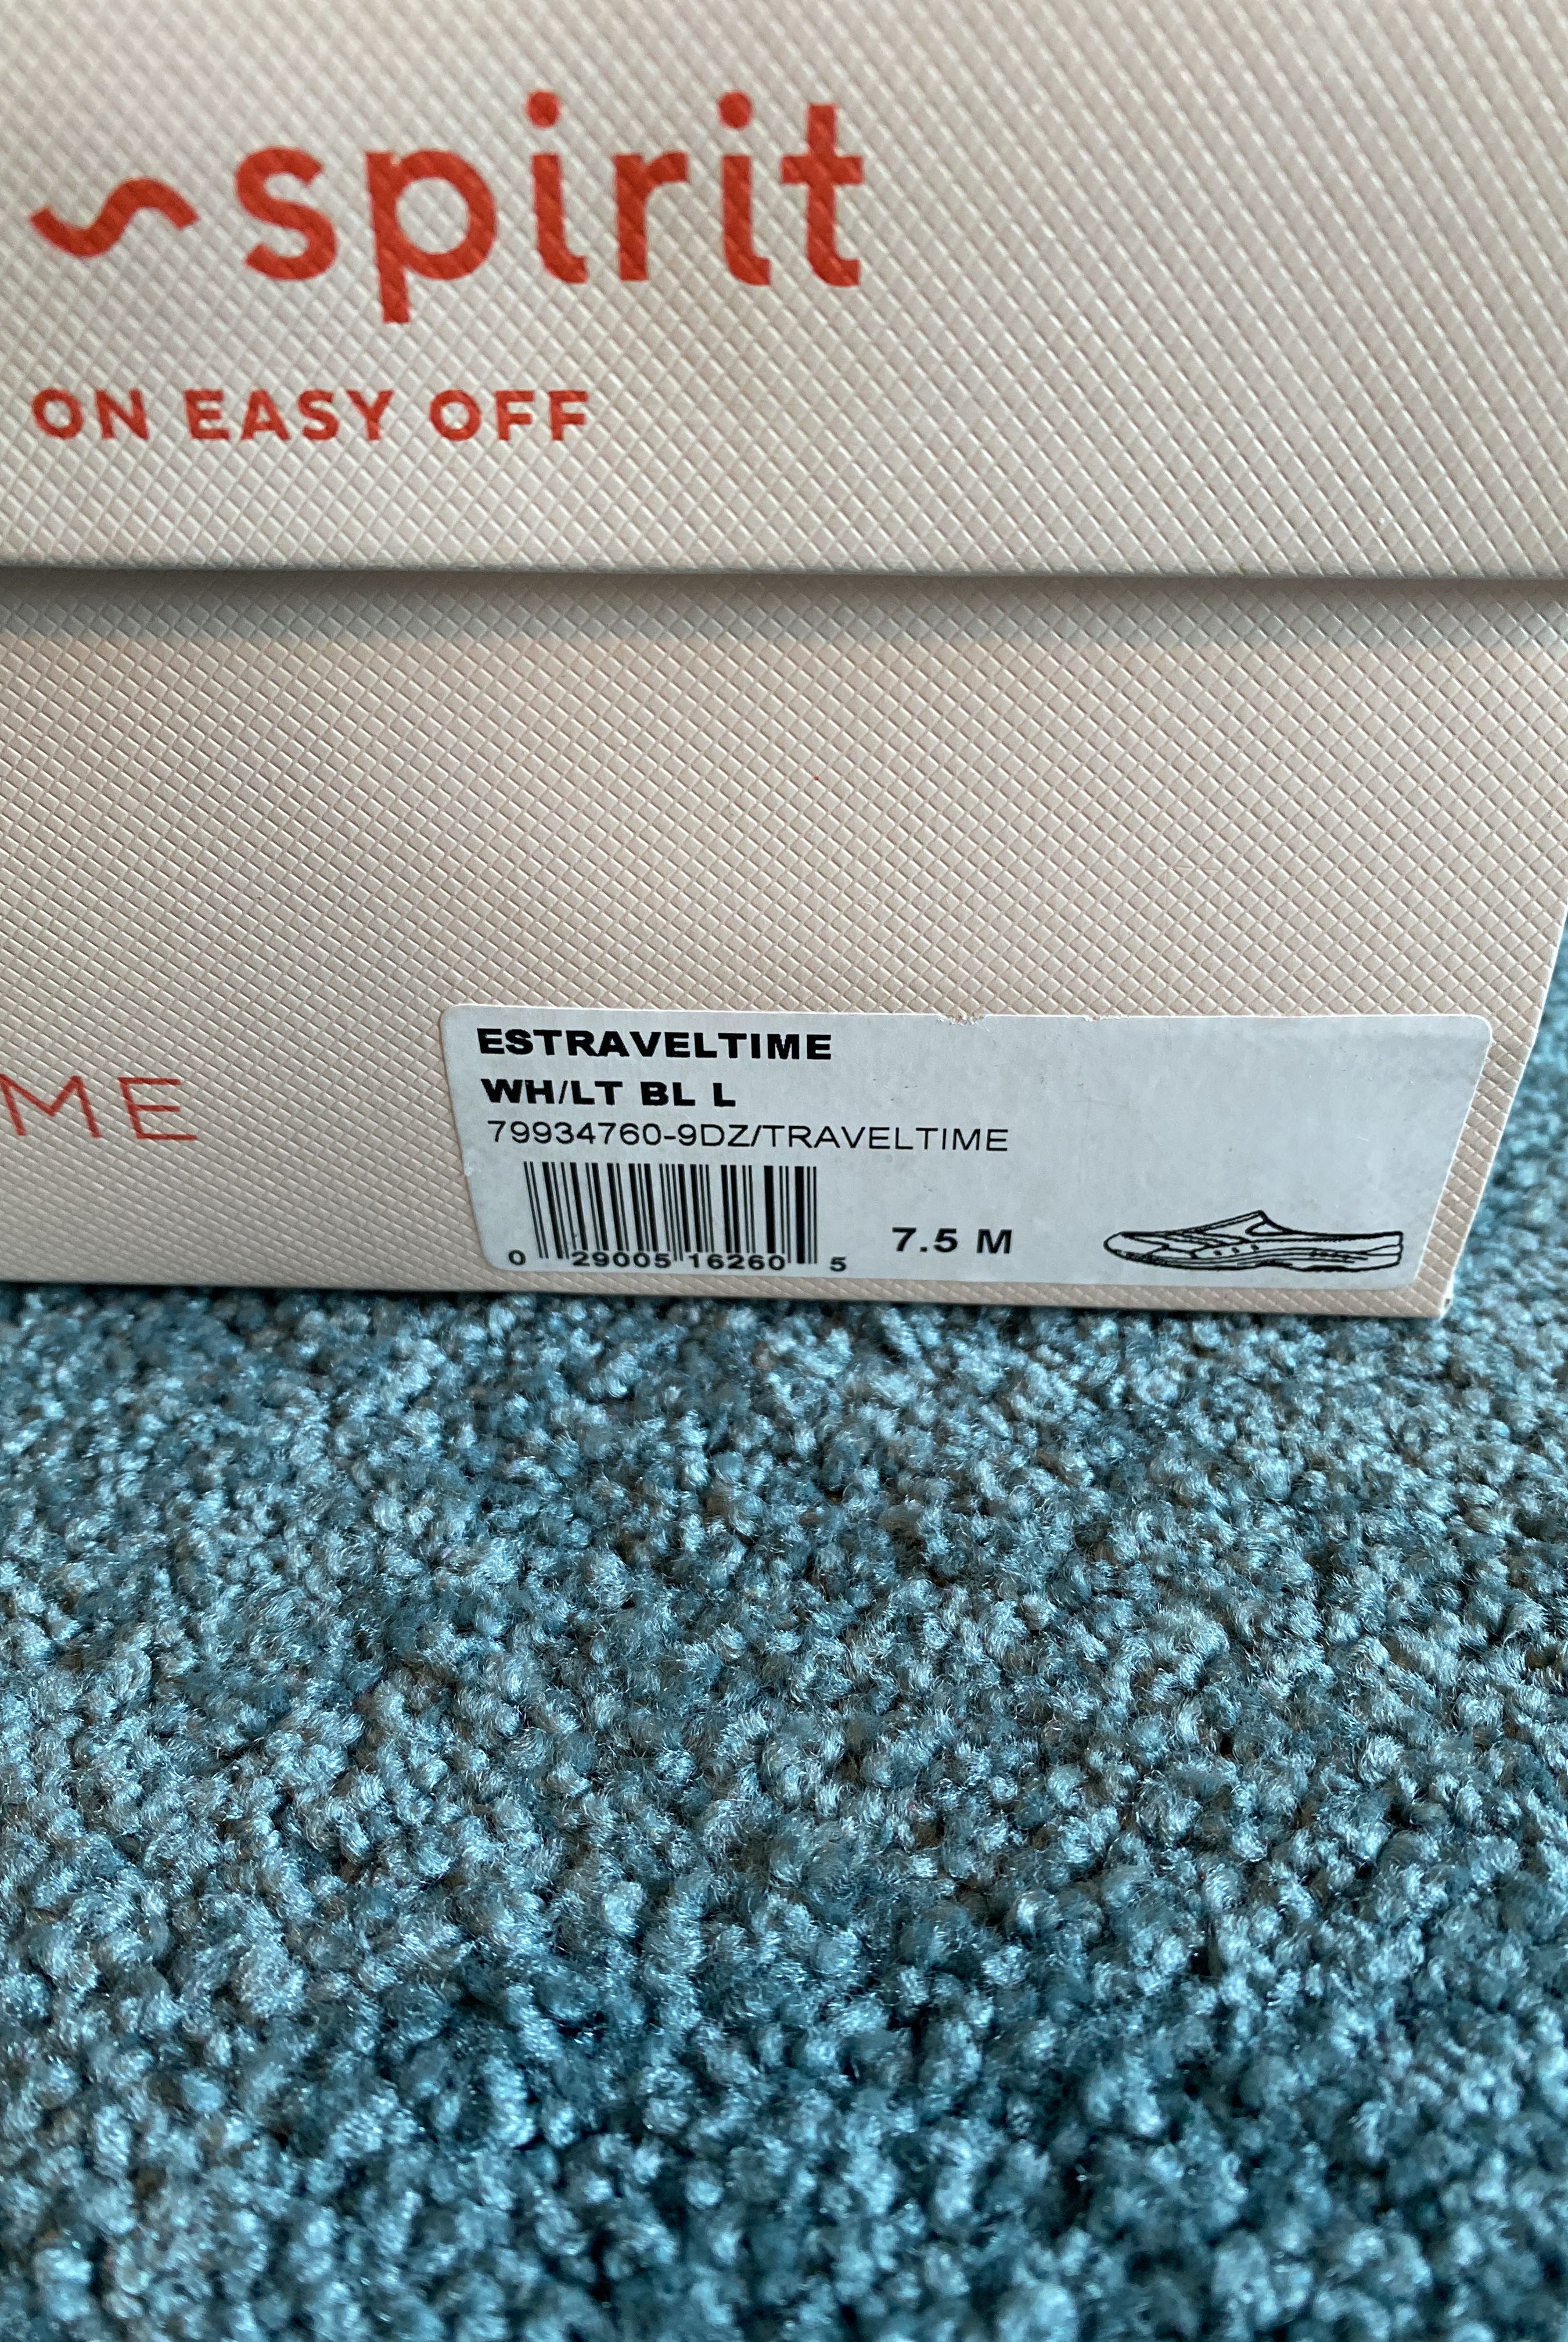 ~spirit
ON EASY OFF
ESTRAVELTIME
WH/LT BL L
ME
79934760-9DZ/TRAVELTIME
7.5 M
0 29005 16260 5